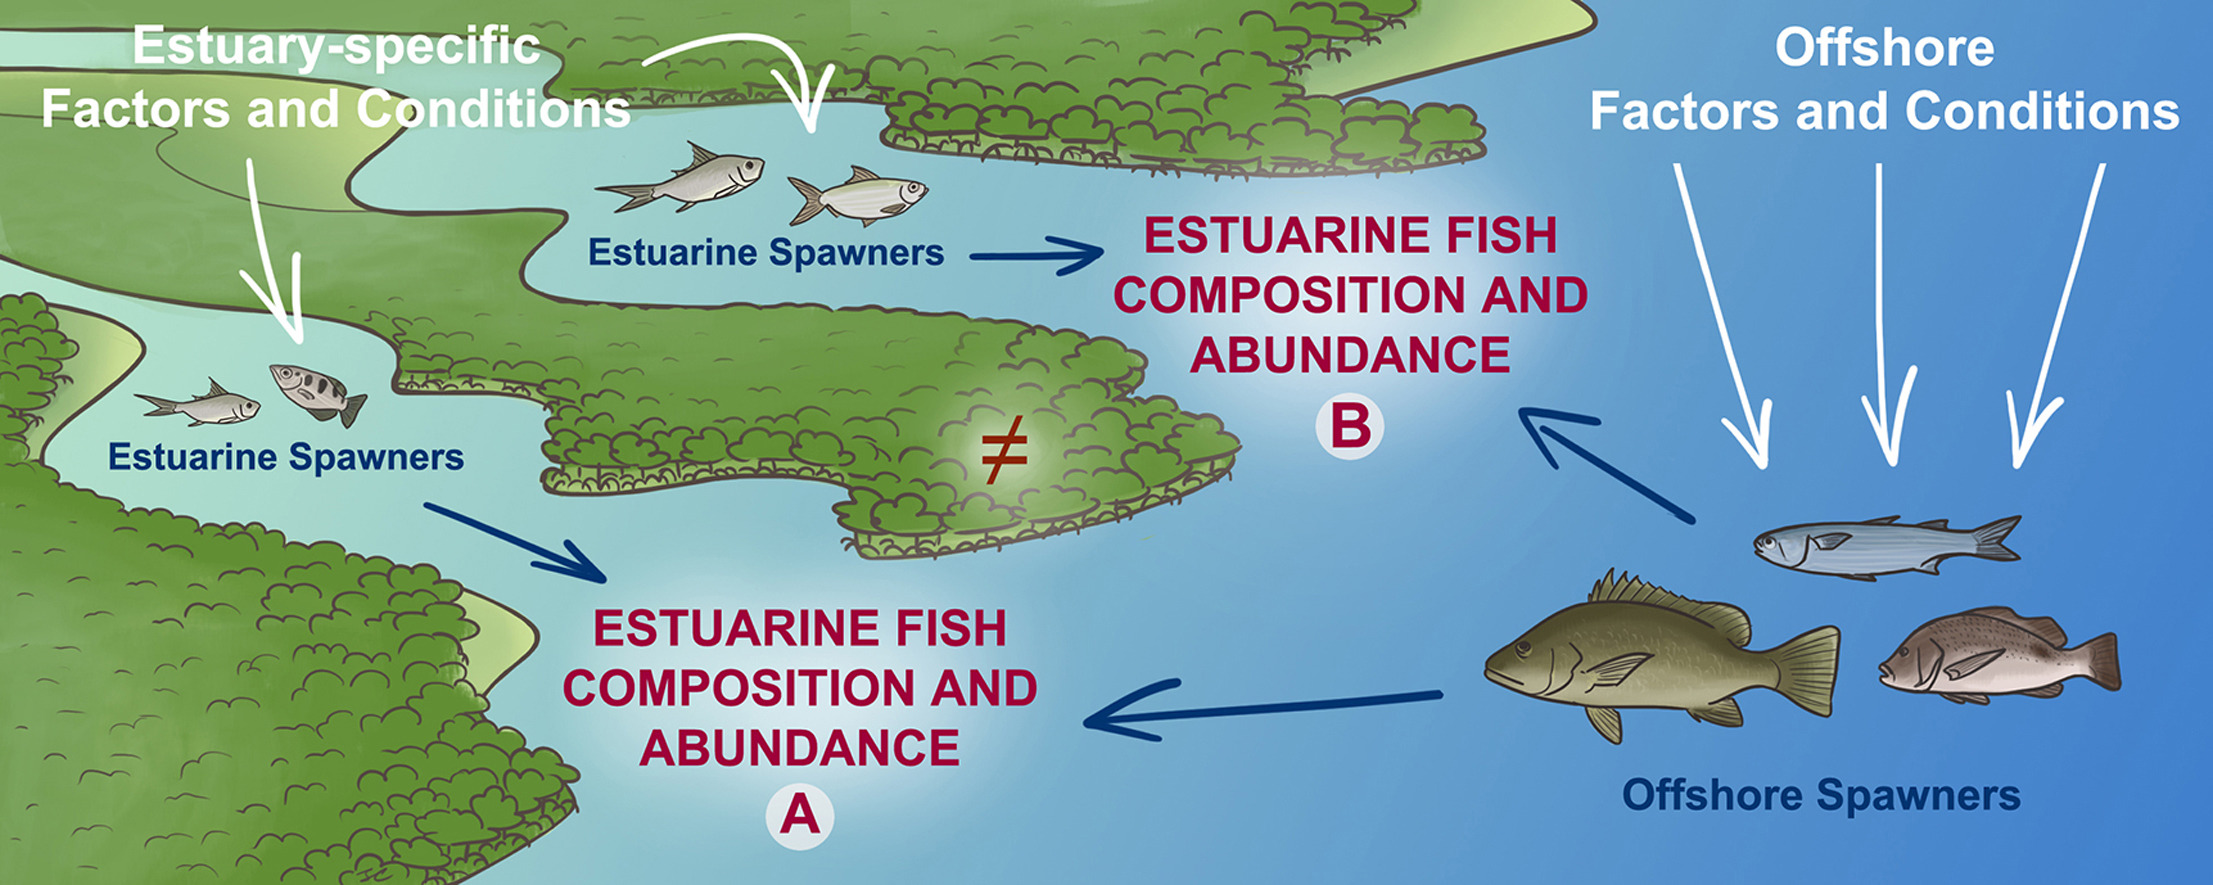 Estuary-specific
Factors and Conditions
Offshore
Factors and Conditions
Estuarine Spawners
ESTUARINE FISH
COMPOSITION AND
ABUNDANCE
B
≠
Estuarine Spawners
ESTUARINE FISH
COMPOSITION AND
ABUNDANCE
A
Offshore Spawners